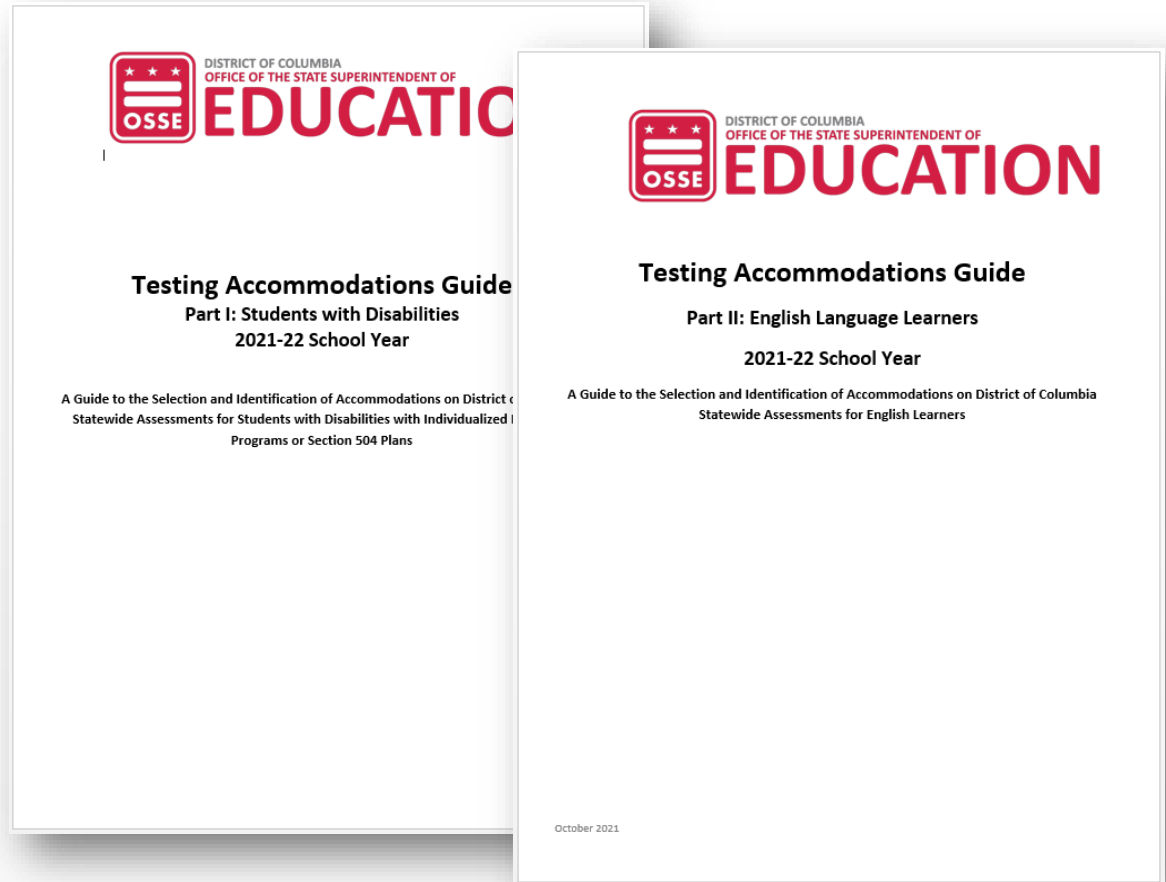 DISTRICT OF COLUMBIA
OFFICE OF THE STATE SUPERINTENDENT OF
OSSE
Testing Accommodations Guide
Part I: Students with Disabilities
2021-22 School Year
A Guide to the Selection and Identification of Accommodations on District
Statewide Assessments for Students with Disabilities with Individualized
Programs or Section 504 Plans
DISTRICT OF COLUMBIA
OFFICE OF THE STATE SUPERINTENDENT OF
EDUCATION
OSSE
Testing Accommodations Guide
Part II: English Language Learners
2021-22 School Year
A Guide to the Selection and Identification of Accommodations on District of Columbia
Statewide Assessments for English Learners
October 2021